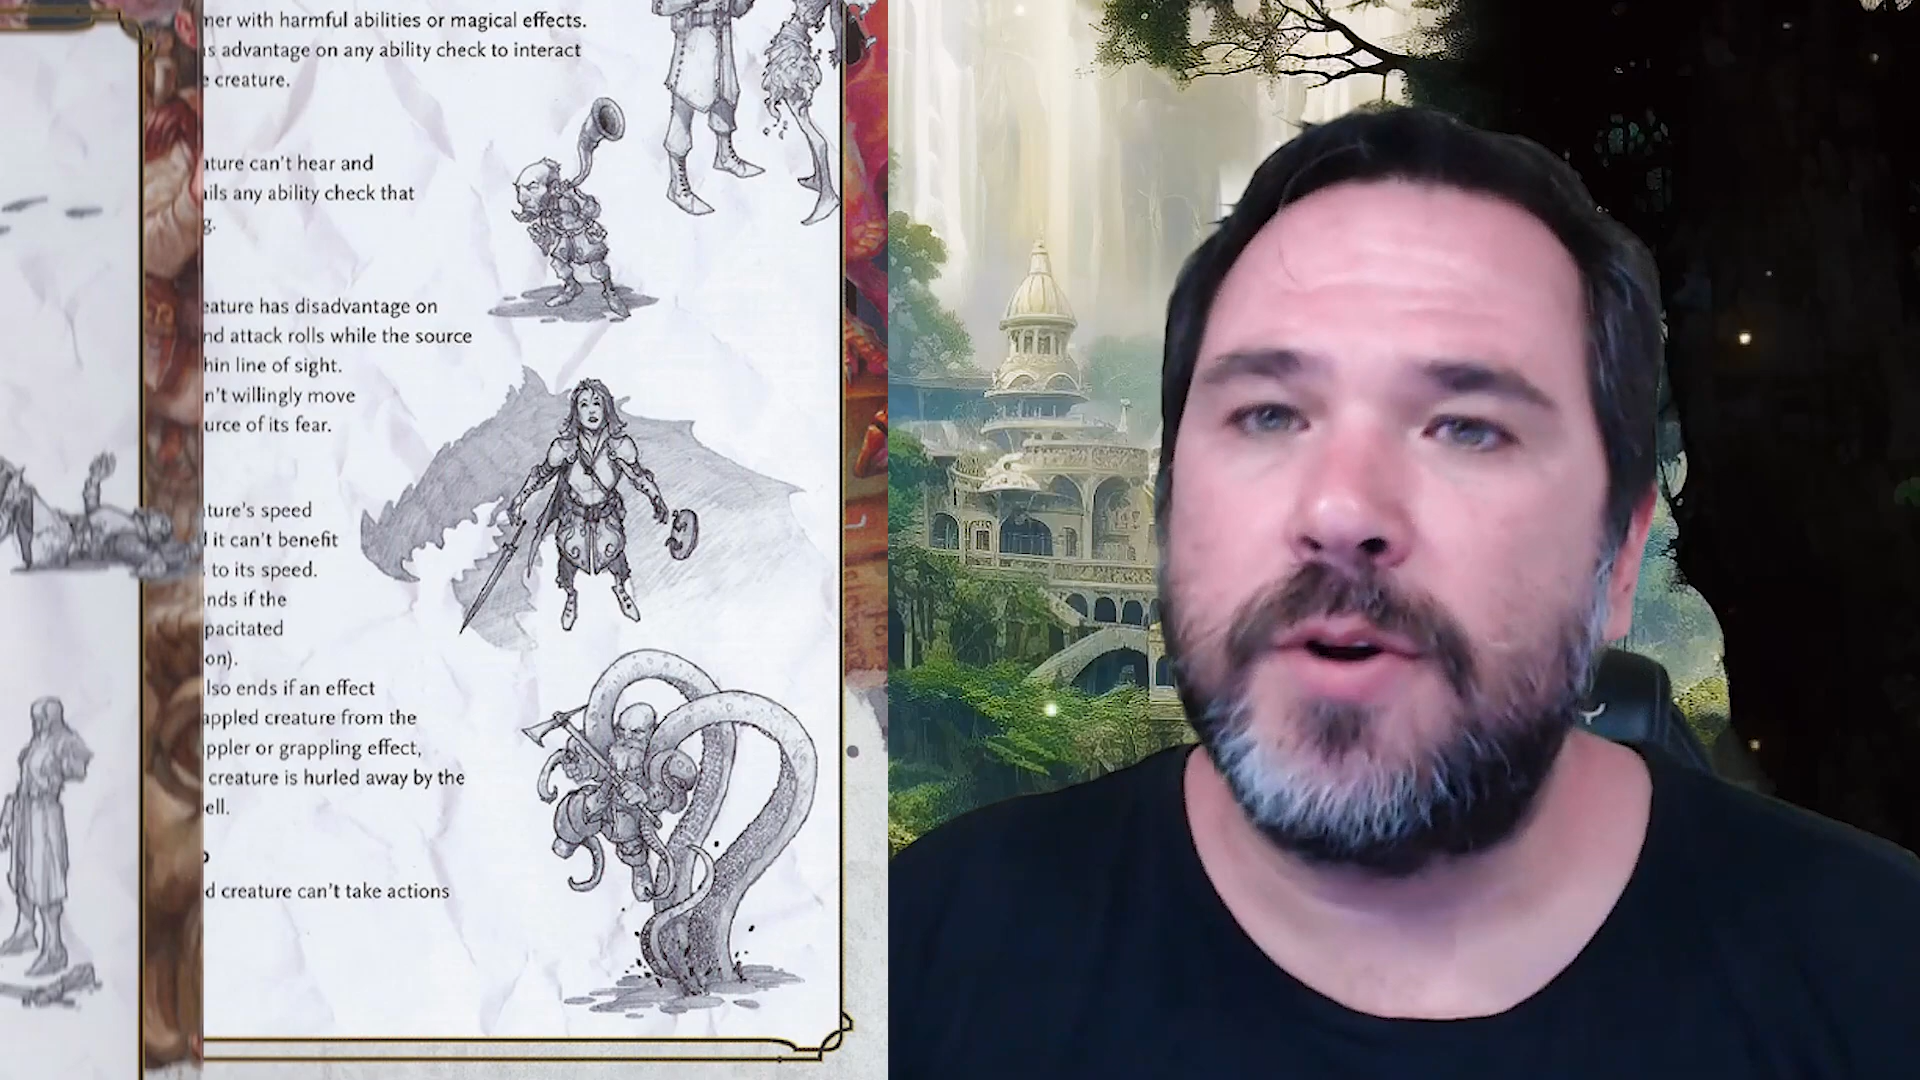 mer with harmful abilities or magical effects.
s advantage on any ability check to interact
e creature.
ature can't hear and
ails any ability check that
g.
eature has disadvantage on
nd attack rolls while the source
hin line of sight.
n't willingly move
urce of its fear.
ture's speed
d it can't benefit
s to its speed.
nds if the
pacitated
on).
lso ends if an effect
appled creature from the
ppler or grappling effect,
creature is hurled away by the
ell.
d creature can't take actions